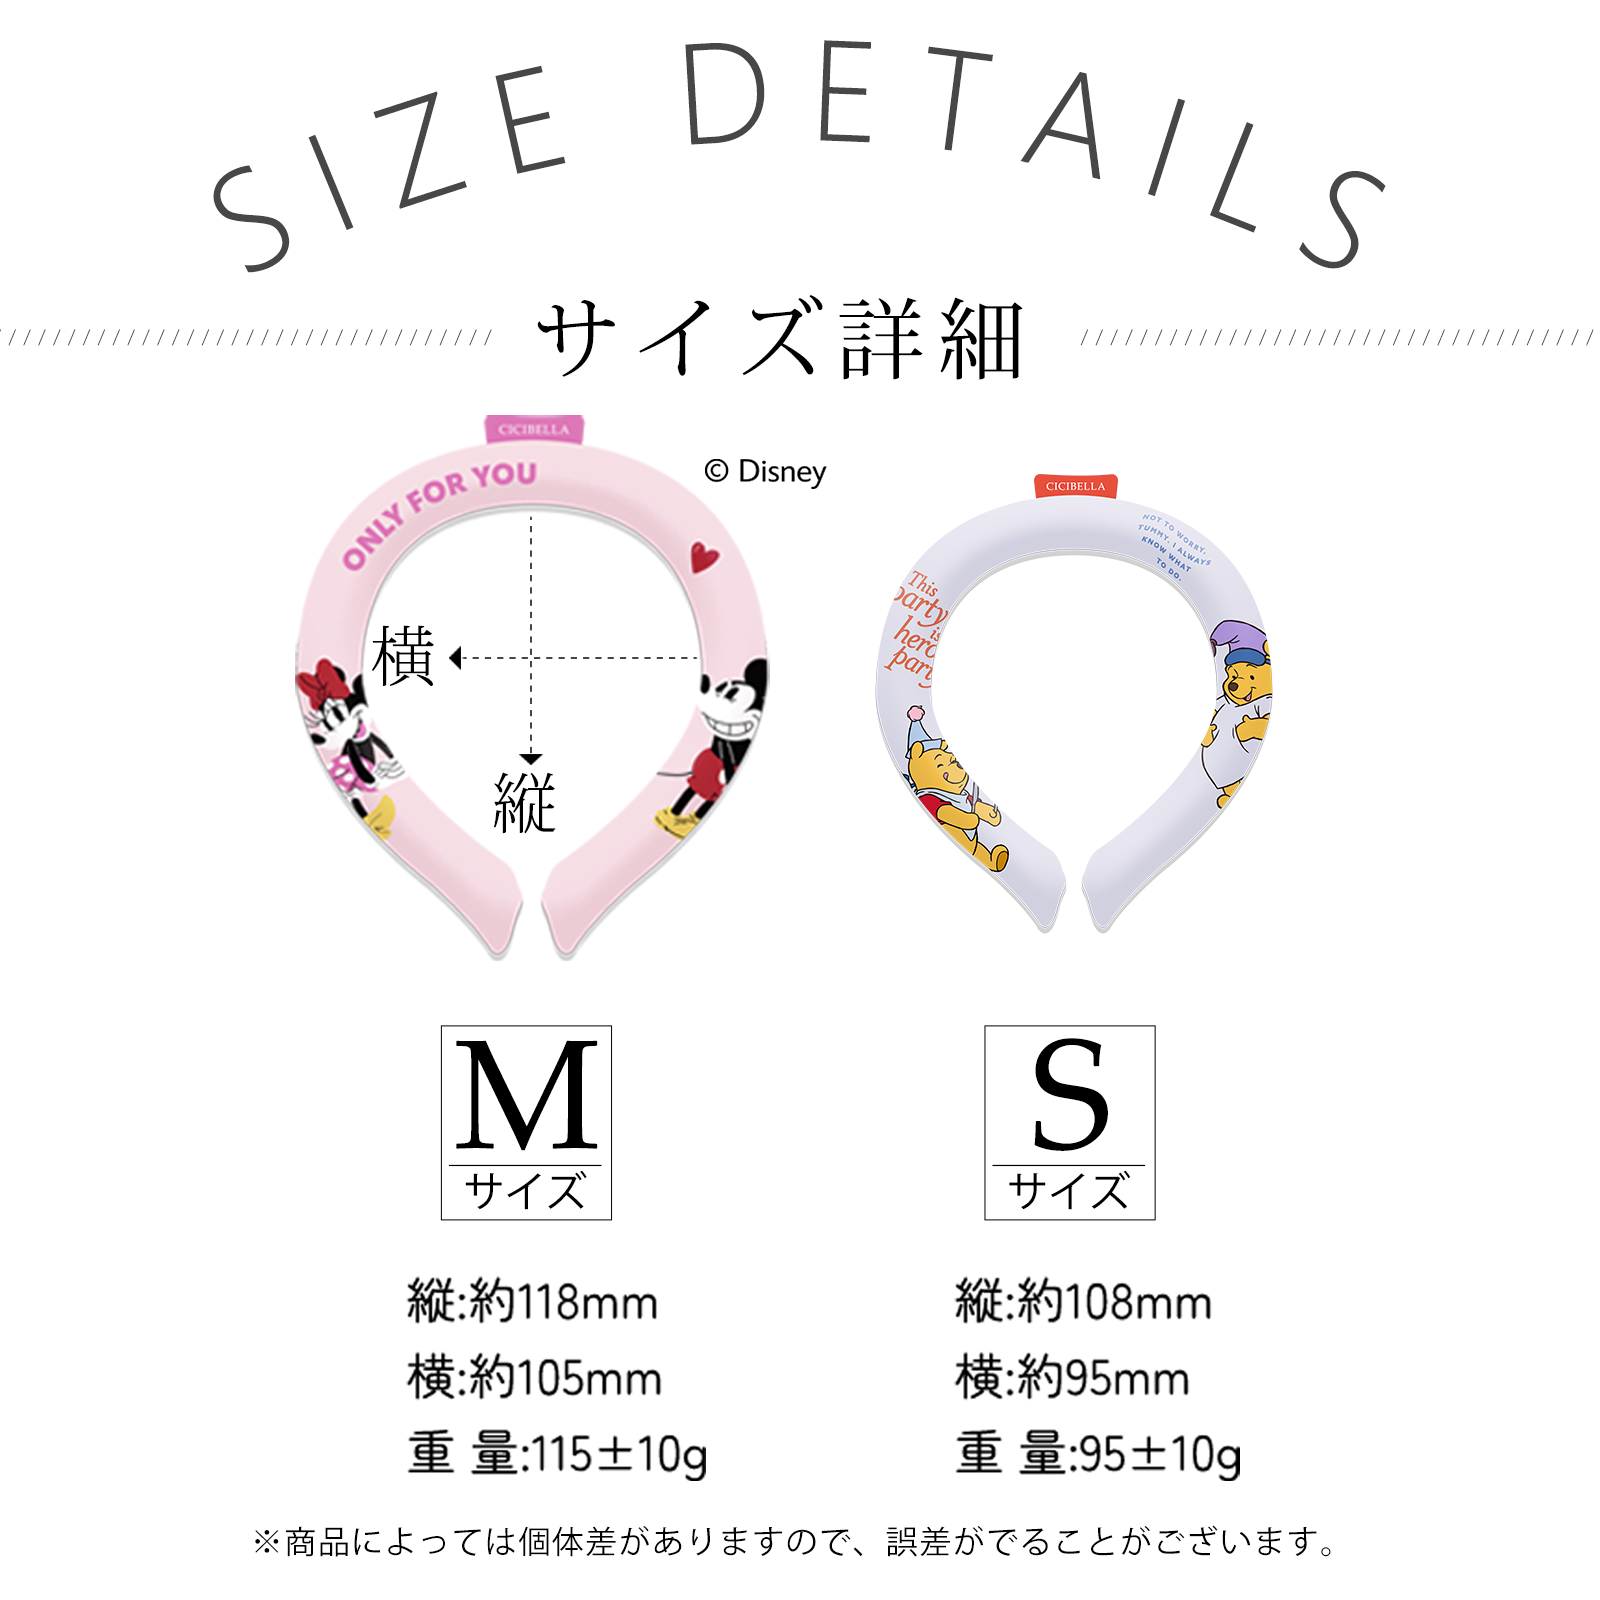 SIZE DETAILS
サイズ詳細
CICIBELLA
ONLY FOR YOU
© Disney
横
縦
CICIBELLA
NOT TO WORRY,
TUMMY. I ALWAYS
KNOW WHAT
TO DO.
This
party
is
hero
party
M
サイズ
S
サイズ
縦:約118mm
横:約105mm
重 量:115±10g
縦:約108mm
横:約95mm
重 量:95±10g
※商品によっては個体差がありますので、誤差がでることがございます。